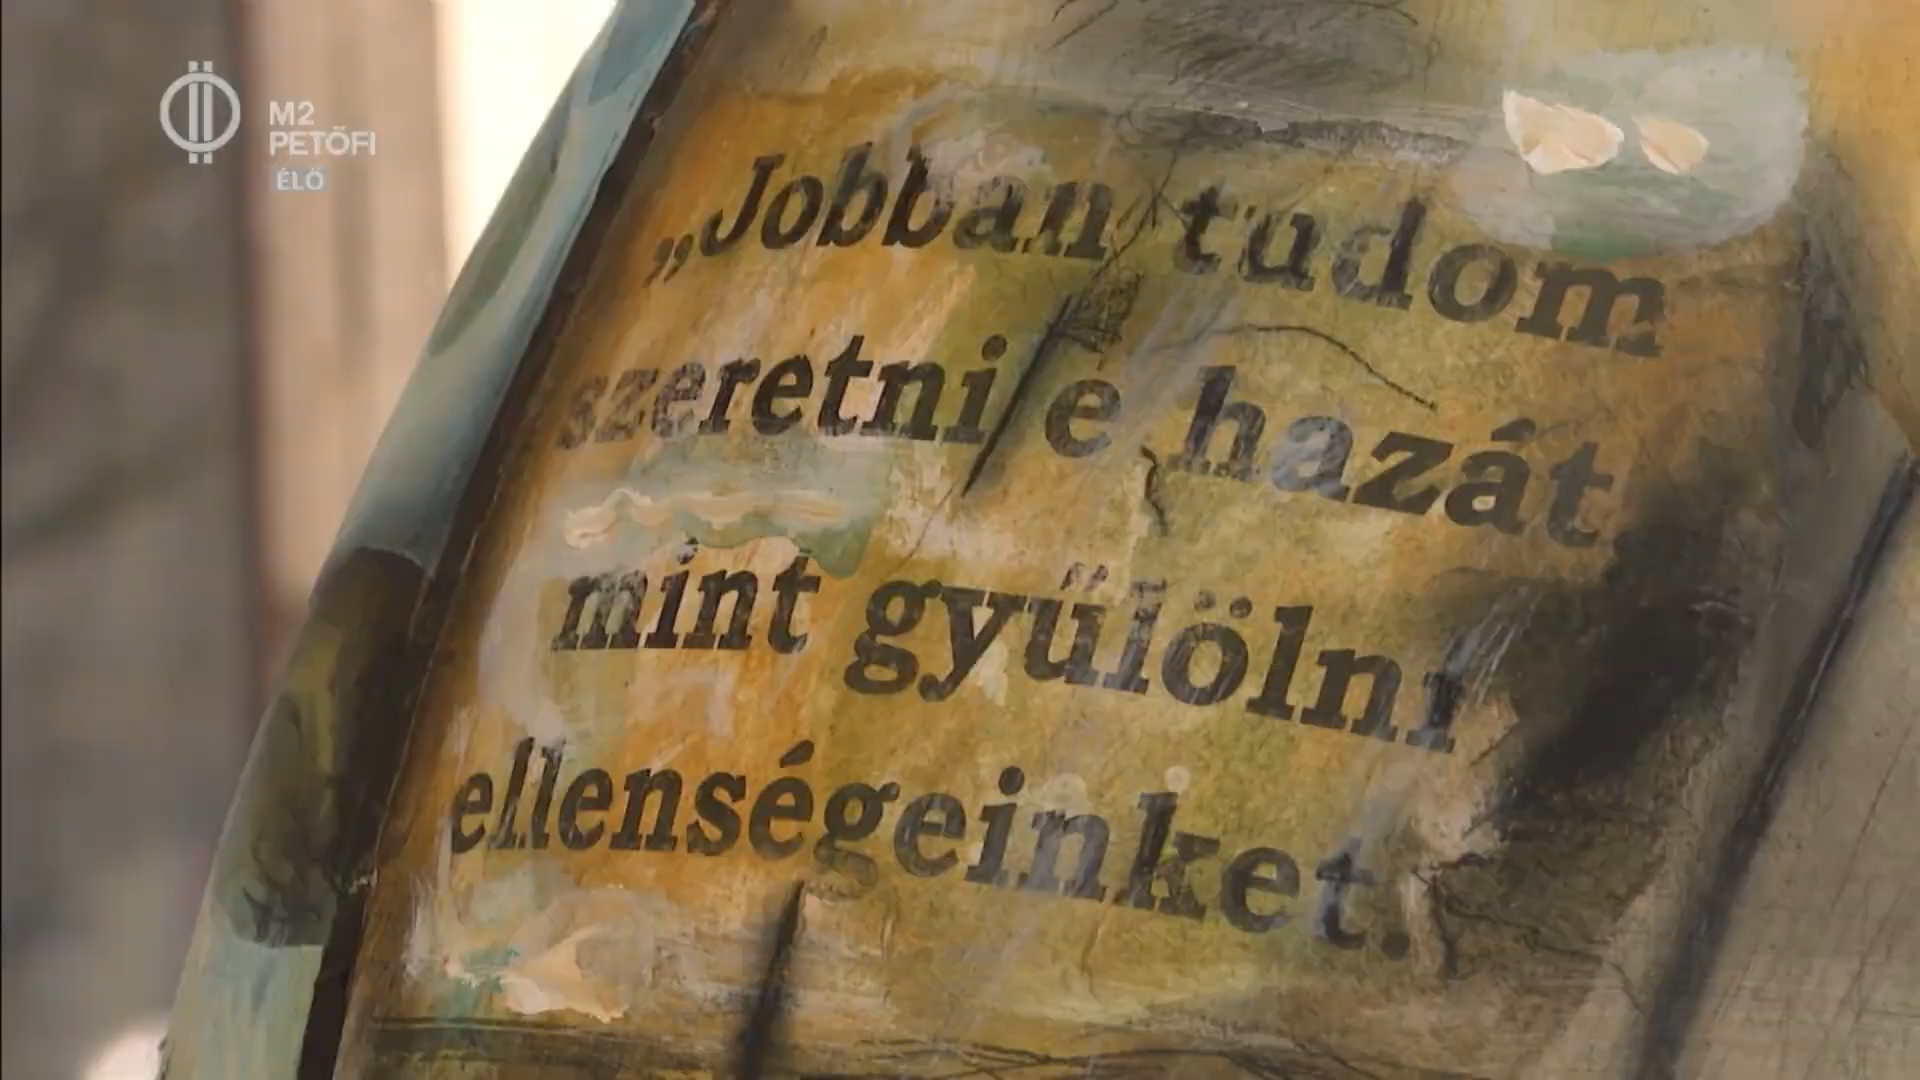 M2
PETŐFI
ÉLŐ
„Jobban tudom
szeretni e hazát,
mint gyűlölni
ellenségeinket.